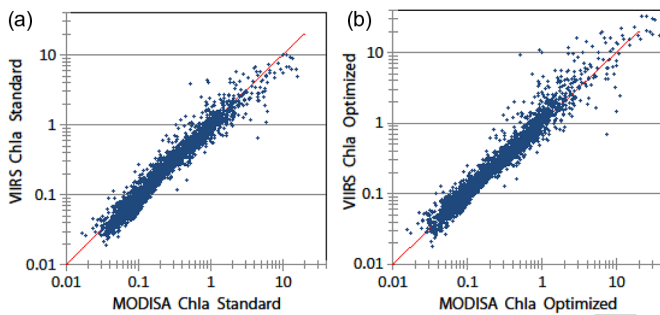 (a)
VIIRS Chla Standard
10
1
0.1
0.01
0.01 0.1 1 10
MODISA Chla Standard
(b)
VIIRS Chla Optimized
10
1
0.1
0.01
0.01 0.1 1 10
MODISA Chla Optimized